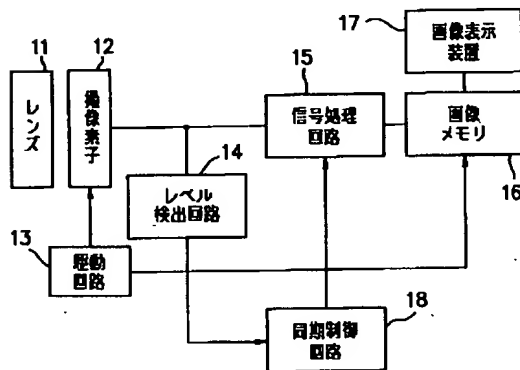 11
レンズ
12
撮像素子
13
駆動
回路
14
レベル
検出回路
15
信号処理
回路
17
画像表示
装置
画像
メモリ
16
18
同期制御
回路